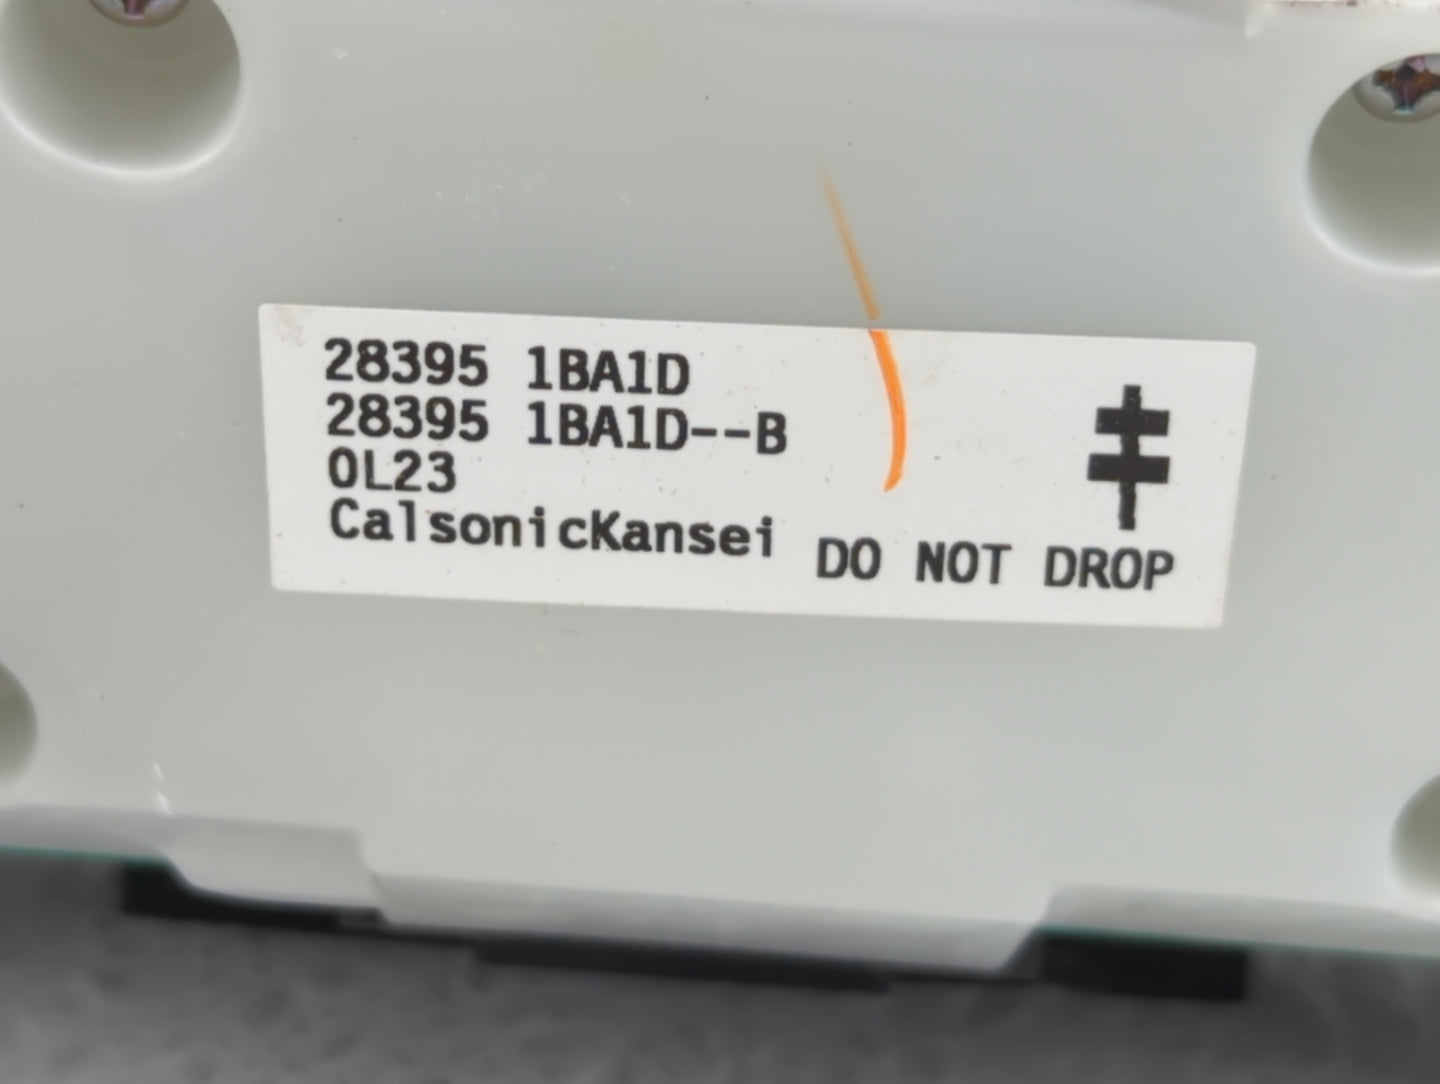 28395 1BA1D
28395 1BA1D--B
0L23
CalsonicKansei
DO NOT DROP